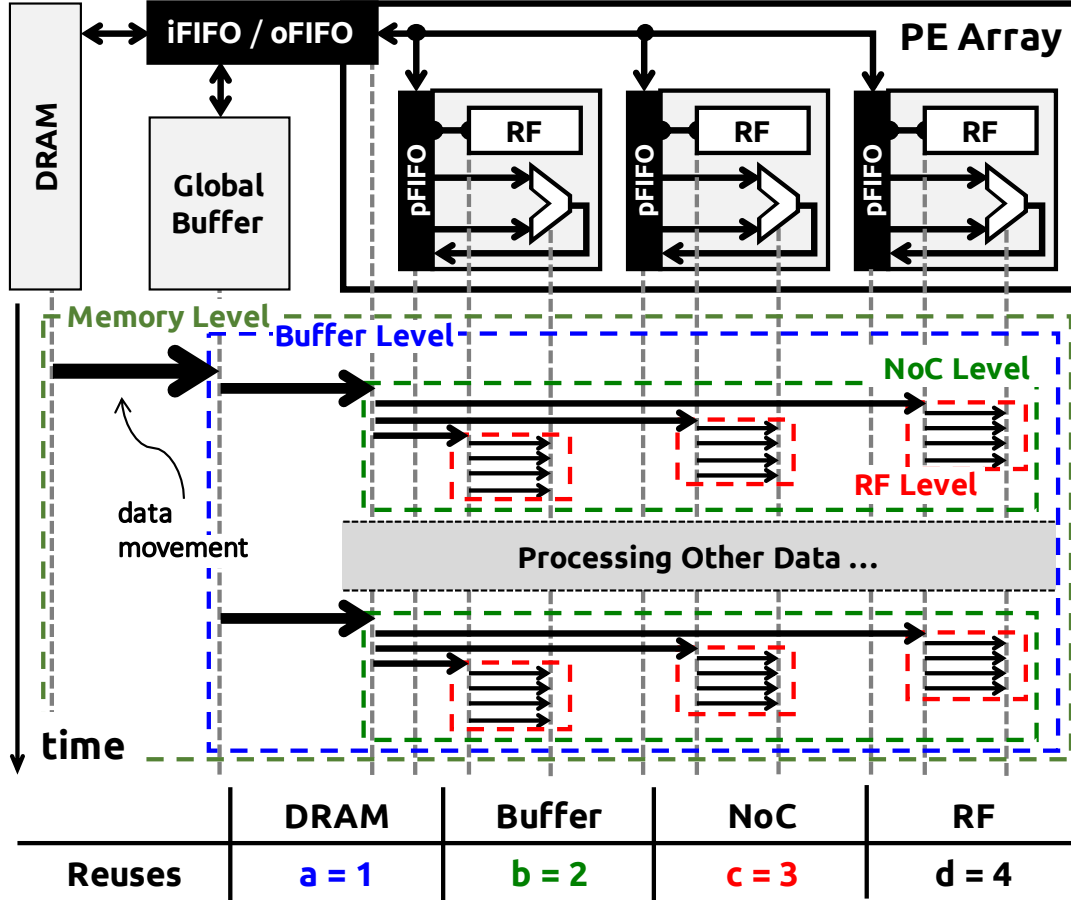 DRAM
iFIFO / oFIFO
PE Array
Global
Buffer
pFIFO
RF
pFIFO
RF
pFIFO
RF
Memory Level
Buffer Level
NoC Level
RF Level
data
movement
Processing Other Data ...
time
DRAM Buffer NoC RF
Reuses a = 1 b = 2 c = 3 d = 4